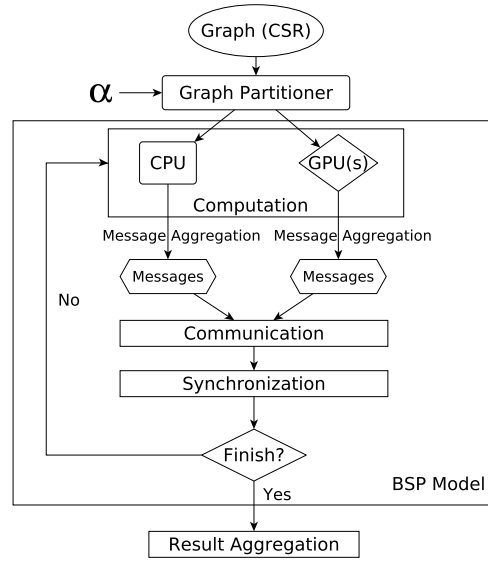 Graph (CSR)
α
Graph Partitioner
CPU
GPU(s)
Computation
Message Aggregation
Message Aggregation
Messages
Messages
Communication
No
Synchronization
Finish?
BSP Model
Yes
Result Aggregation